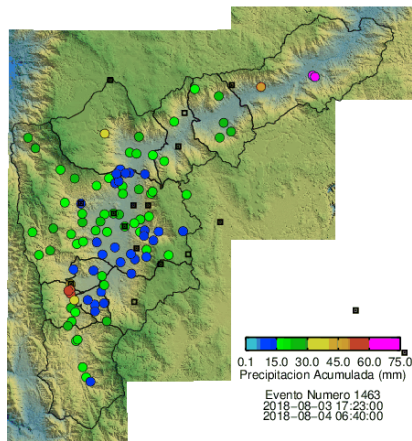 0.1 15.0 30.0 45.0 60.0 75.0
Precipitacion Acumulada (mm)
Evento Numero 1463
2018-08-03 17:23:00
2018-08-04 06:40:00